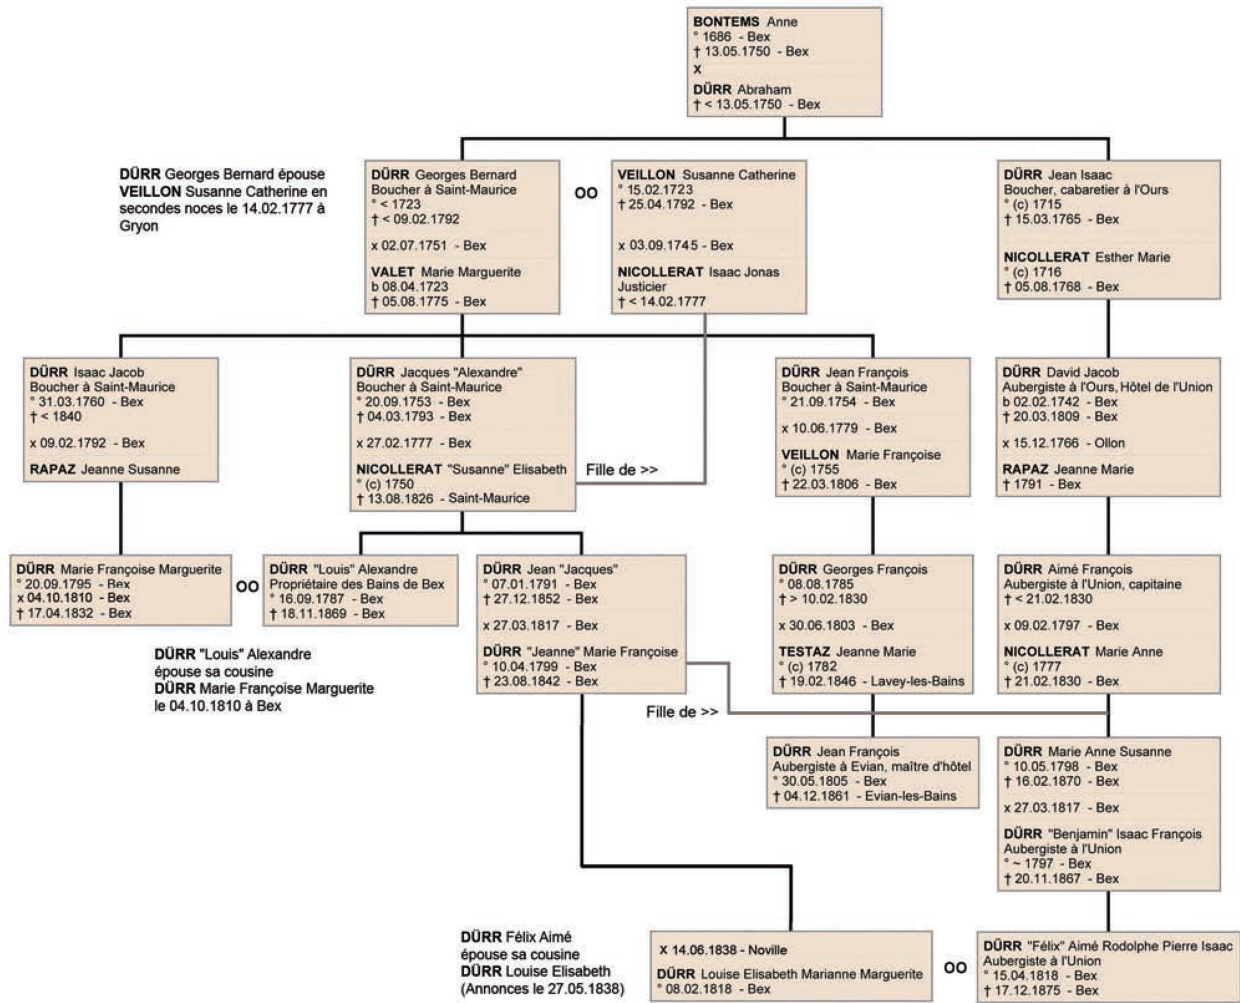 BONTEMS Anne
° 1686 - Bex
† 13.05.1750 - Bex
x
DÜRR Abraham
† < 13.05.1750 - Bex
DÜRR Georges Bernard épouse
VEILLON Susanne Catherine en
secondes noces le 14.02.1777 à
Gryon
DÜRR Georges Bernard
Boucher à Saint-Maurice
° < 1723
† < 09.02.1792
x 02.07.1751 - Bex
VALET Marie Marguerite
b 08.04.1723
† 05.08.1775 - Bex
oo
VEILLON Susanne Catherine
° 15.02.1723
† 25.04.1792 - Bex
x 03.09.1745 - Bex
NICOLLERAT Isaac Jonas
Justicier
† < 14.02.1777
DÜRR Jean Isaac
Boucher, cabaretier à l'Ours
° (c) 1715
† 15.03.1765 - Bex
NICOLLERAT Esther Marie
° (c) 1716
† 05.08.1768 - Bex
DÜRR Isaac Jacob
Boucher à Saint-Maurice
° 31.03.1760 - Bex
† < 1840
x 09.02.1792 - Bex
RAPAZ Jeanne Susanne
DÜRR Jacques "Alexandre"
Boucher à Saint-Maurice
° 20.09.1753 - Bex
† 04.03.1793 - Bex
x 27.02.1777 - Bex
NICOLLERAT "Susanne" Elisabeth
° (c) 1750
† 13.08.1826 - Saint-Maurice
Fille de >>
DÜRR Jean François
Boucher à Saint-Maurice
° 21.09.1754 - Bex
x 10.06.1779 - Bex
VEILLON Marie Françoise
° (c) 1755
† 22.03.1806 - Bex
DÜRR David Jacob
Aubergiste à l'Ours, Hôtel de l'Union
b 02.02.1742 - Bex
† 20.03.1809 - Bex
x 15.12.1766 - Ollon
RAPAZ Jeanne Marie
† 1791 - Bex
DÜRR Marie Françoise Marguerite
° 20.09.1795 - Bex
x 04.10.1810 - Bex
† 17.04.1832 - Bex
oo
DÜRR "Louis" Alexandre
Propriétaire des Bains de Bex
° 16.09.1787 - Bex
† 18.11.1869 - Bex
DÜRR Jean "Jacques"
° 07.01.1791 - Bex
† 27.12.1852 - Bex
x 27.03.1817 - Bex
DÜRR "Jeanne" Marie Françoise
° 10.04.1799 - Bex
† 23.08.1842 - Bex
DÜRR Georges François
° 08.08.1785
† > 10.02.1830
x 30.06.1803 - Bex
TESTAZ Jeanne Marie
° (c) 1782
† 19.02.1846 - Lavey-les-Bains
DÜRR Aimé François
Aubergiste à l'Union, capitaine
† < 21.02.1830
x 09.02.1797 - Bex
NICOLLERAT Marie Anne
° (c) 1777
† 21.02.1830 - Bex
DÜRR "Louis" Alexandre
épouse sa cousine
DÜRR Marie Françoise Marguerite
le 04.10.1810 à Bex
Fille de >>
DÜRR Jean François
Aubergiste à Evian, maître d'hôtel
° 30.05.1805 - Bex
† 04.12.1861 - Evian-les-Bains
DÜRR Marie Anne Susanne
° 10.05.1798 - Bex
† 16.02.1870 - Bex
x 27.03.1817 - Bex
DÜRR "Benjamin" Isaac François
Aubergiste à l'Union
° ~ 1797 - Bex
† 20.11.1867 - Bex
DÜRR Félix Aimé
épouse sa cousine
DÜRR Louise Elisabeth
(Annonces le 27.05.1838)
x 14.06.1838 - Noville
DÜRR Louise Elisabeth Marianne Marguerite
° 08.02.1818 - Bex
oo
DÜRR "Félix" Aimé Rodolphe Pierre Isaac
Aubergiste à l'Union
° 15.04.1818 - Bex
† 17.12.1875 - Bex